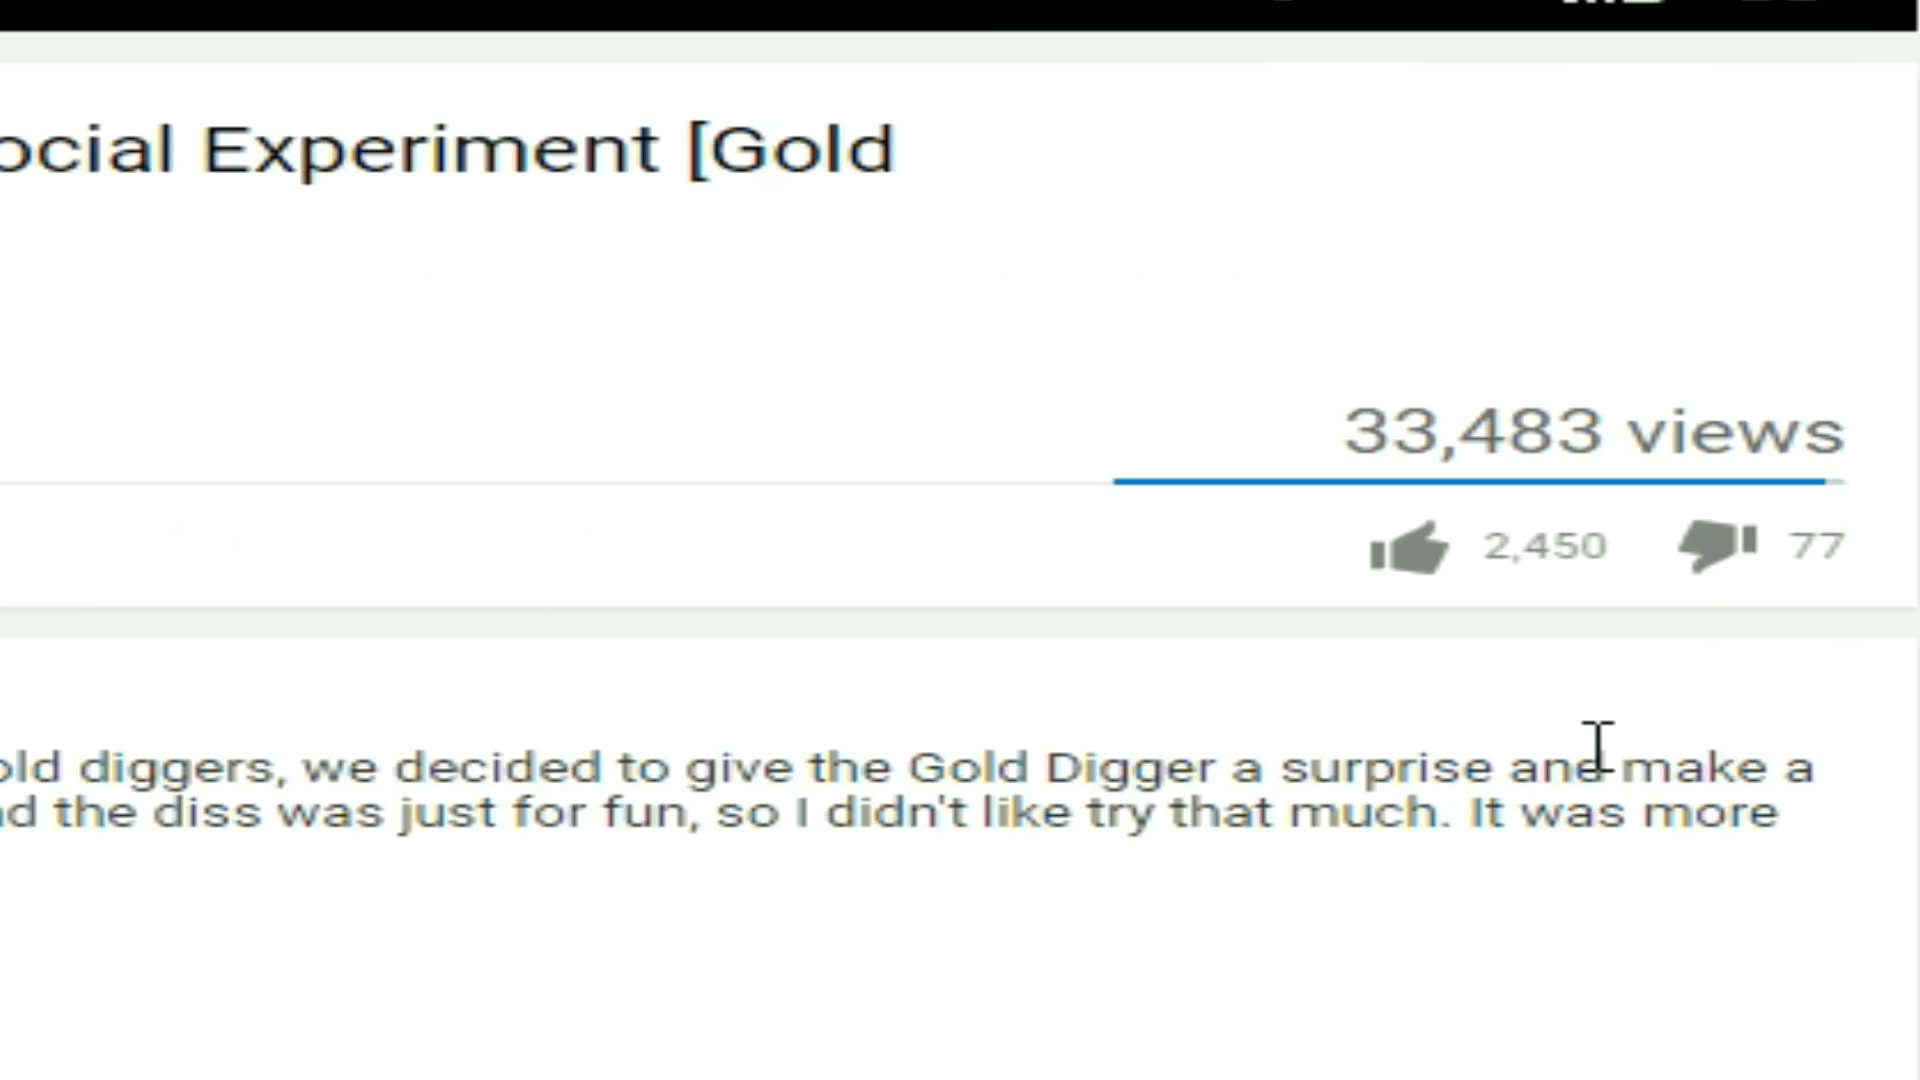 ocial Experiment [Gold
33,483 views
2,450 77
old diggers, we decided to give the Gold Digger a surprise and make a
nd the diss was just for fun, so I didn't like try that much. It was more